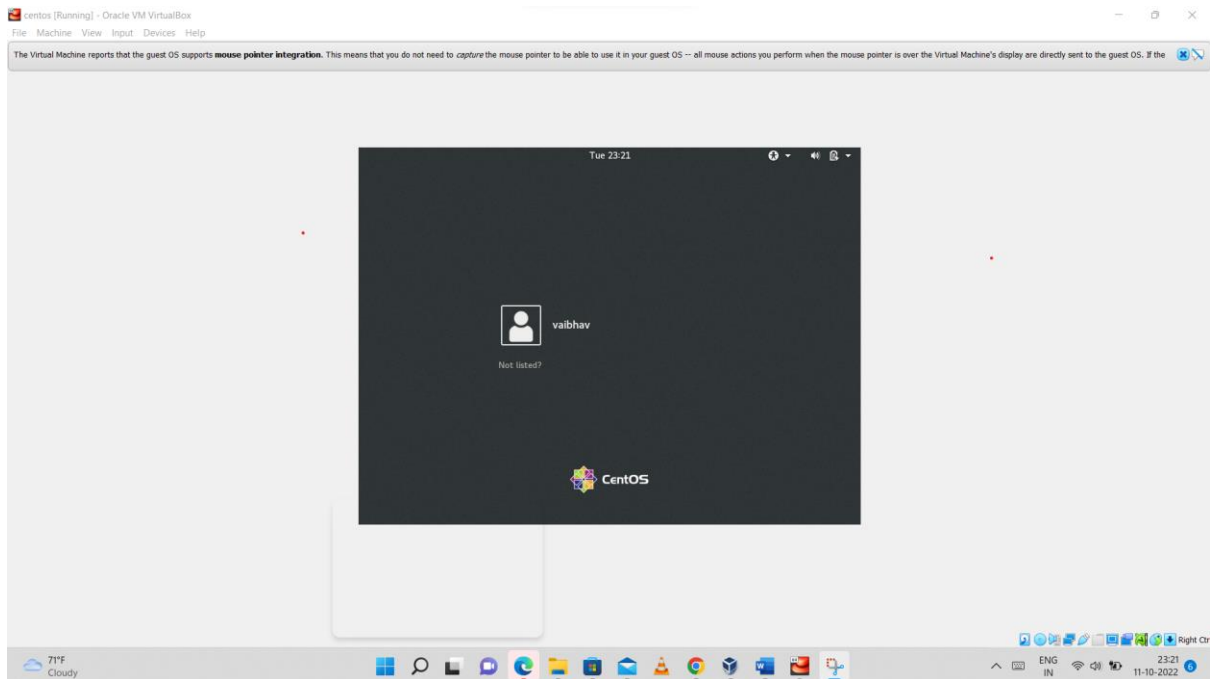 centos [Running] - Oracle VM VirtualBox
File Machine View Input Devices Help
The Virtual Machine reports that the guest OS supports mouse pointer integration. This means that you do not need to capture the mouse pointer to be able to use it in your guest OS -- all mouse actions you perform when the mouse pointer is over the Virtual Machine's display are directly sent to the guest OS. If the
Tue 23:21
vaibhav
Not listed?
CentOS
Right Ctr
71°F
Cloudy
ENG
IN
23:21
11-10-2022
6